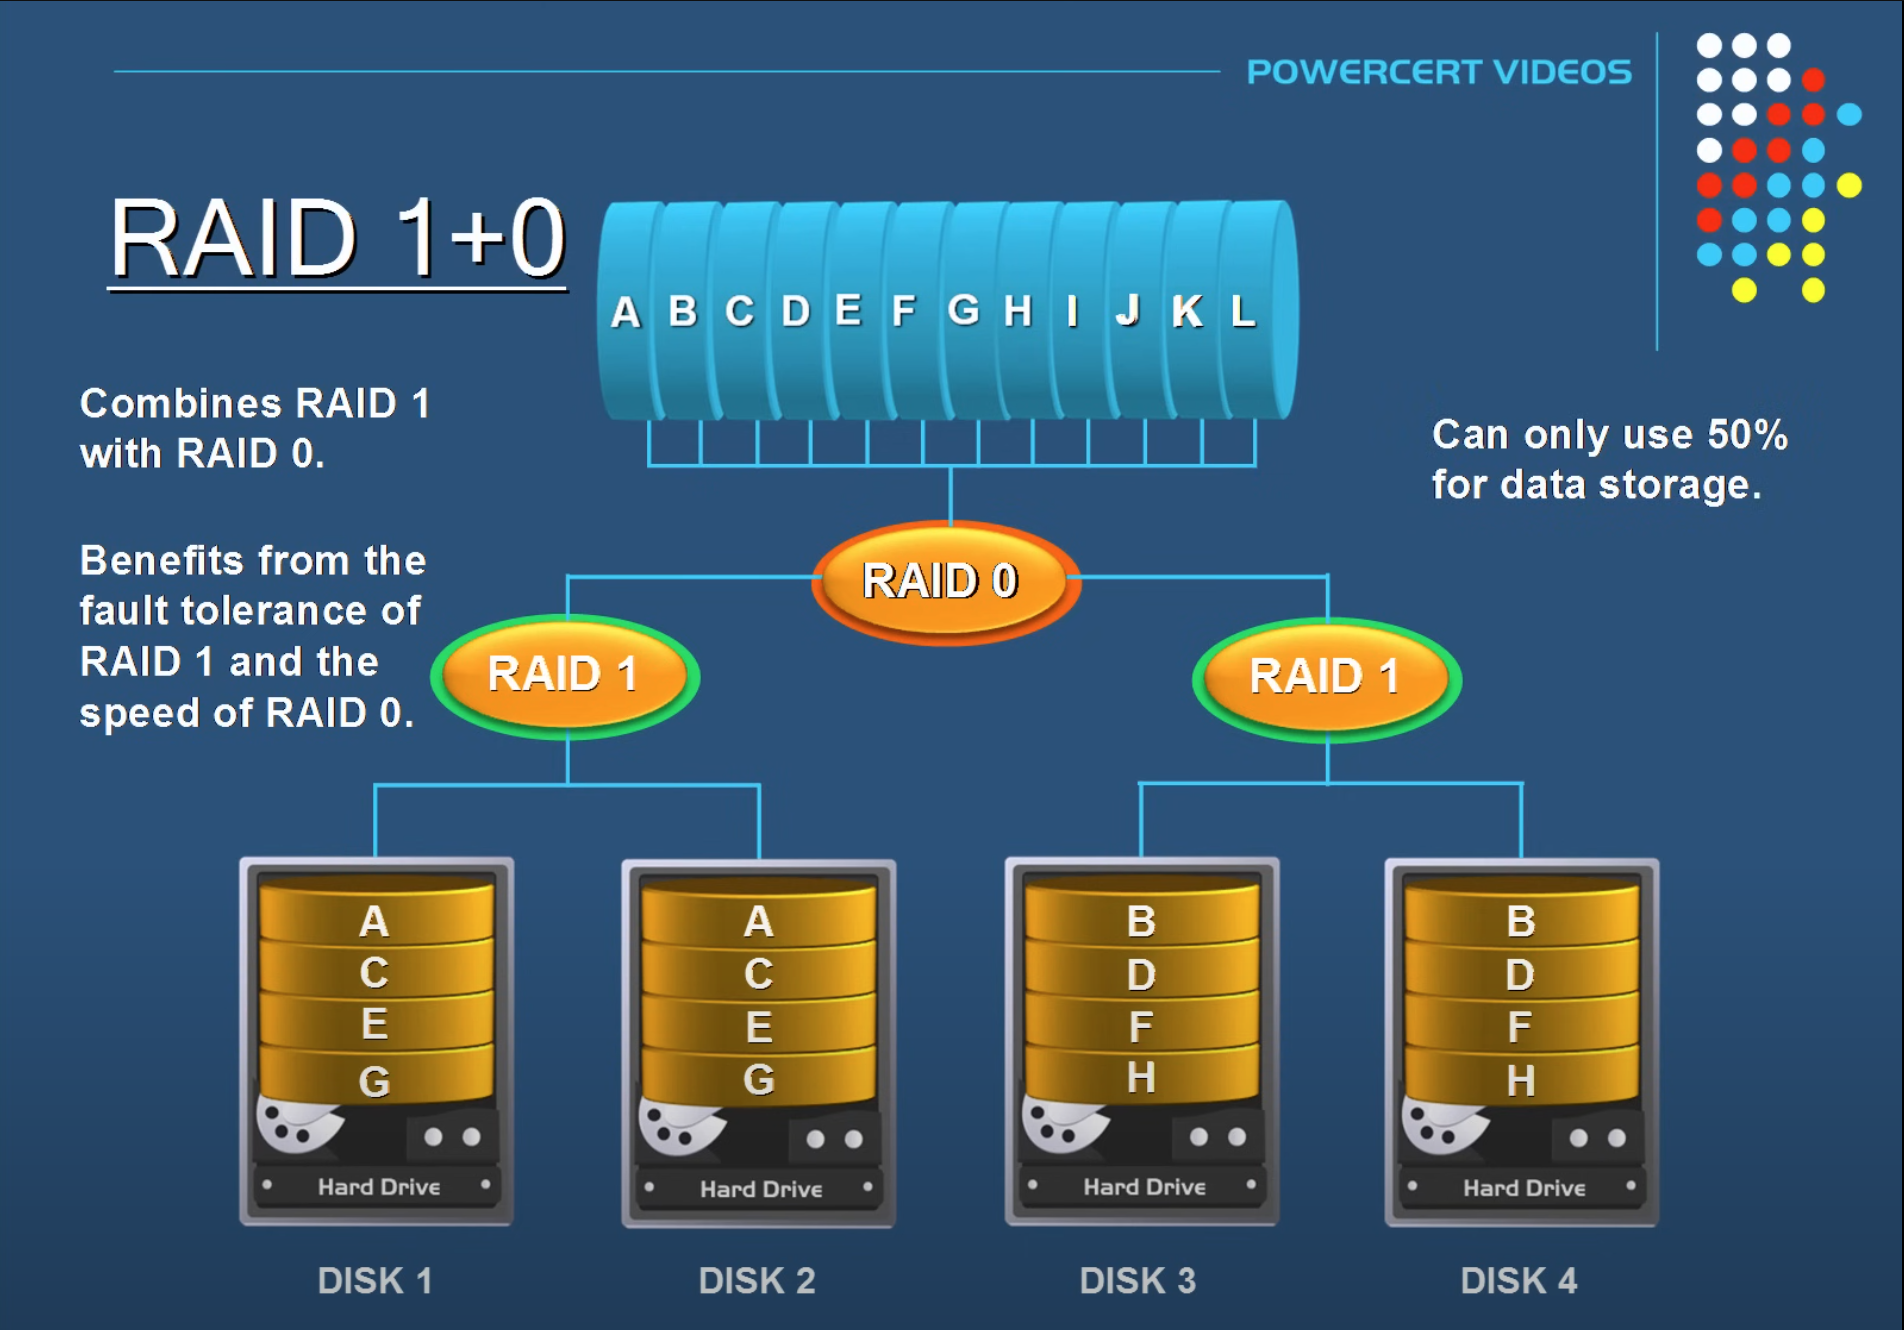 POWERCERT VIDEOS
RAID 1+0
A B C D E F G H I J K L
Combines RAID 1
with RAID 0.
Can only use 50%
for data storage.
Benefits from the
fault tolerance of
RAID 1 and the
speed of RAID 0.
RAID 0
RAID 1
RAID 1
A
C
E
G
Hard Drive
DISK 1
A
C
E
G
Hard Drive
DISK 2
B
D
F
H
Hard Drive
DISK 3
B
D
F
H
Hard Drive
DISK 4